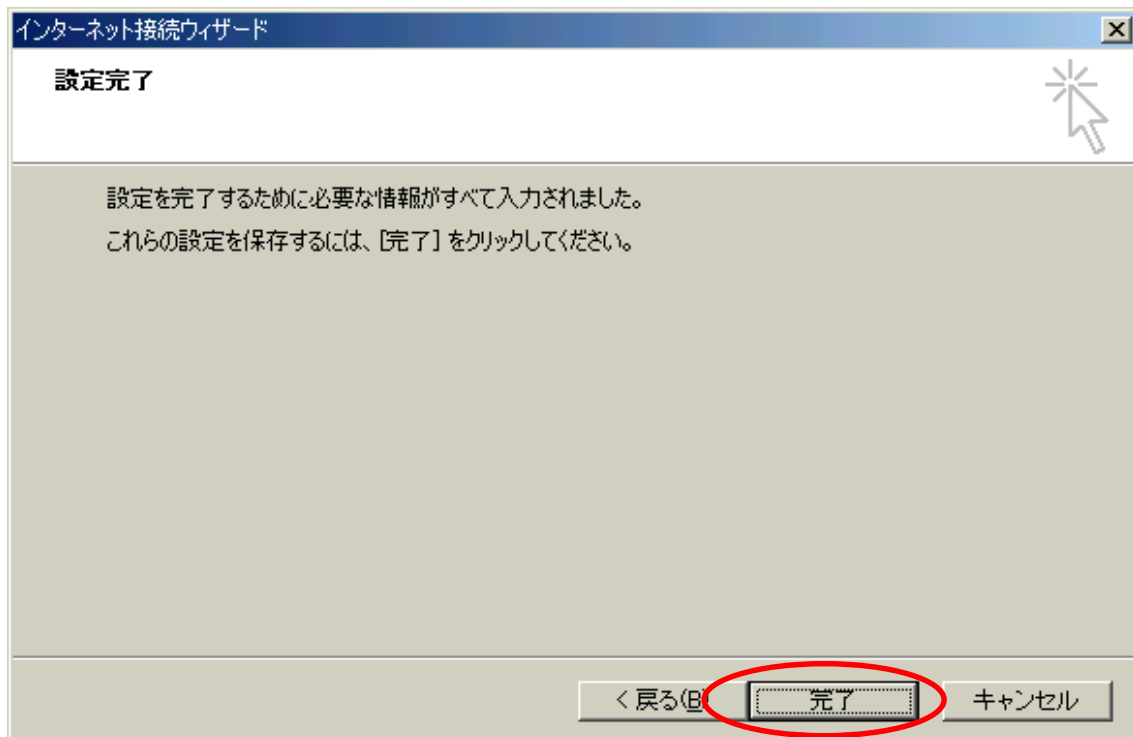 インターネット接続ウィザード
設定完了
設定を完了するために必要な情報がすべて入力されました。
これらの設定を保存するには、[完了] をクリックしてください。
< 戻る(B)
完了
キャンセル